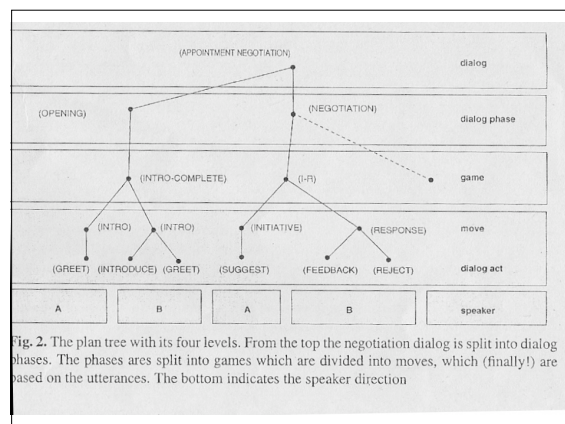 (APPOINTMENT NEGOTIATION)
dialog
(OPENING) (NEGOTIATION) dialog phase
(INTRO-COMPLETE) (I-R) game
(INTRO) (INTRO) (INITIATIVE) (RESPONSE) move
(GREET) (INTRODUCE) (GREET) (SUGGEST) (FEEDBACK) (REJECT) dialog act
A B A B speaker
Fig. 2. The plan tree with its four levels. From the top the negotiation dialog is split into dialog
phases. The phases ares split into games which are divided into moves, which (finally!) are
based on the utterances. The bottom indicates the speaker direction